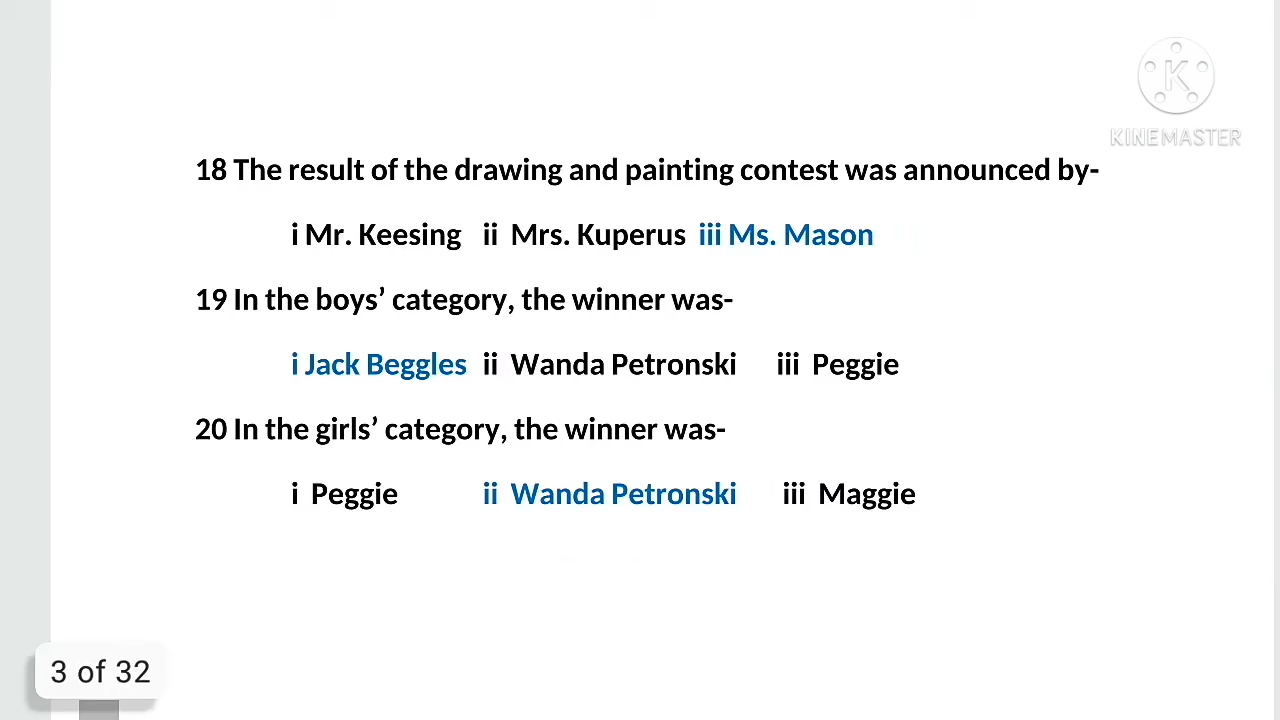 KINEMASTER
18 The result of the drawing and painting contest was announced by-
i Mr. Keesing ii Mrs. Kuperus iii Ms. Mason
19 In the boys’ category, the winner was-
i Jack Beggles ii Wanda Petronski iii Peggie
20 In the girls’ category, the winner was-
i Peggie ii Wanda Petronski iii Maggie
3 of 32